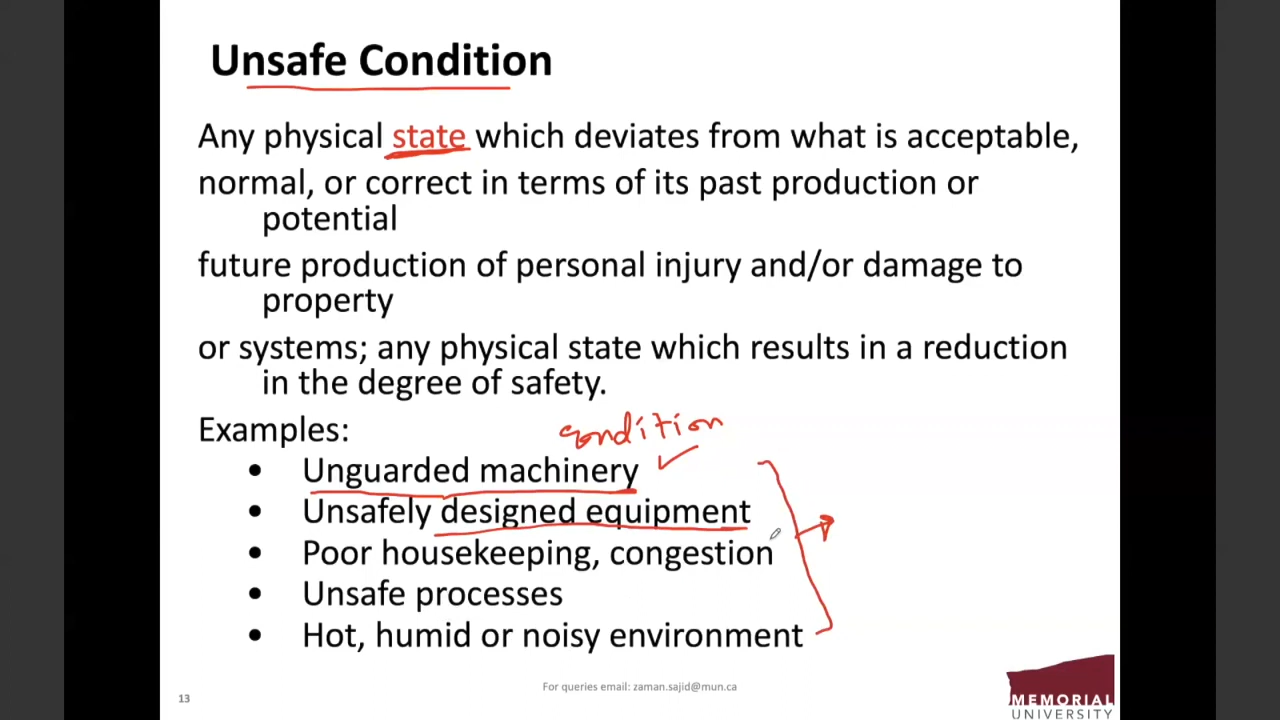 Unsafe Condition
Any physical state which deviates from what is acceptable,
normal, or correct in terms of its past production or
potential
future production of personal injury and/or damage to
property
or systems; any physical state which results in a reduction
in the degree of safety.
Examples:
condition
• Unguarded machinery
• Unsafely designed equipment
• Poor housekeeping, congestion
• Unsafe processes
• Hot, humid or noisy environment
13
For queries email: zaman.sajid@mun.ca
MEMORIAL
UNIVERSITY